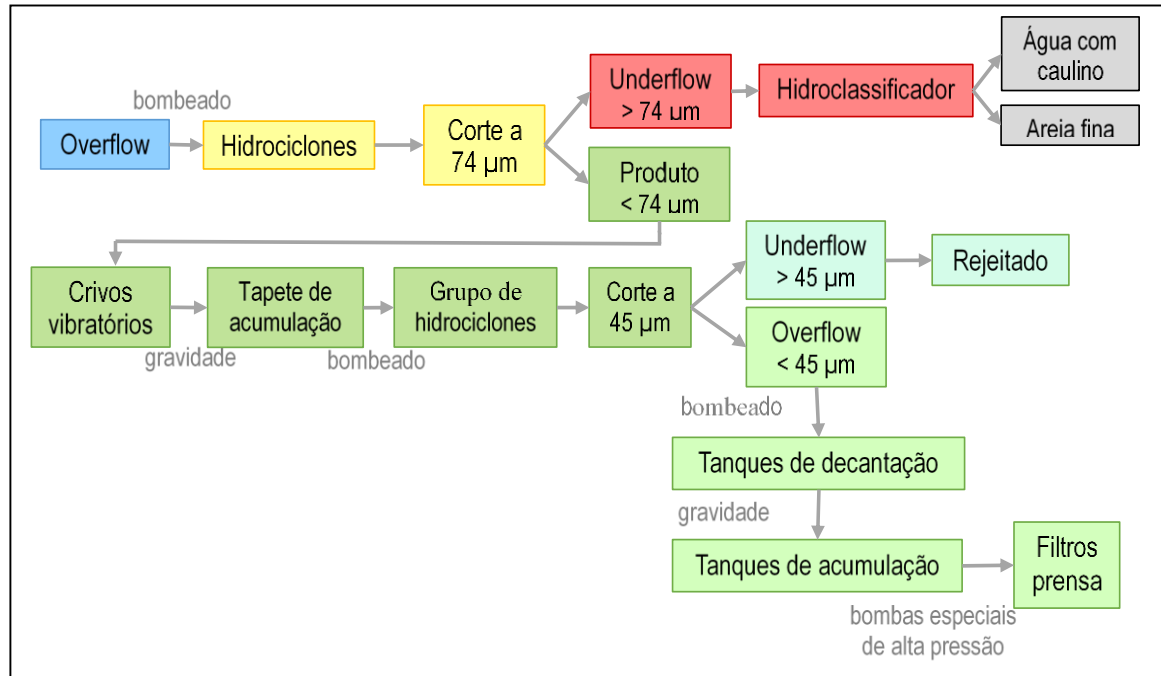 bombeado
Overflow
Hidrociclones
Corte a
74 µm
Underflow
> 74 µm
Hidroclassificador
Água com
caulino
Areia fina
Produto
< 74 µm
Crivos
vibratórios
gravidade
Tapete de
acumulação
bombeado
Grupo de
hidrociclones
Corte a
45 µm
Underflow
> 45 µm
Rejeitado
Overflow
< 45 µm
bombeado
Tanques de decantação
gravidade
Tanques de acumulação
bombas especiais
de alta pressão
Filtros
prensa